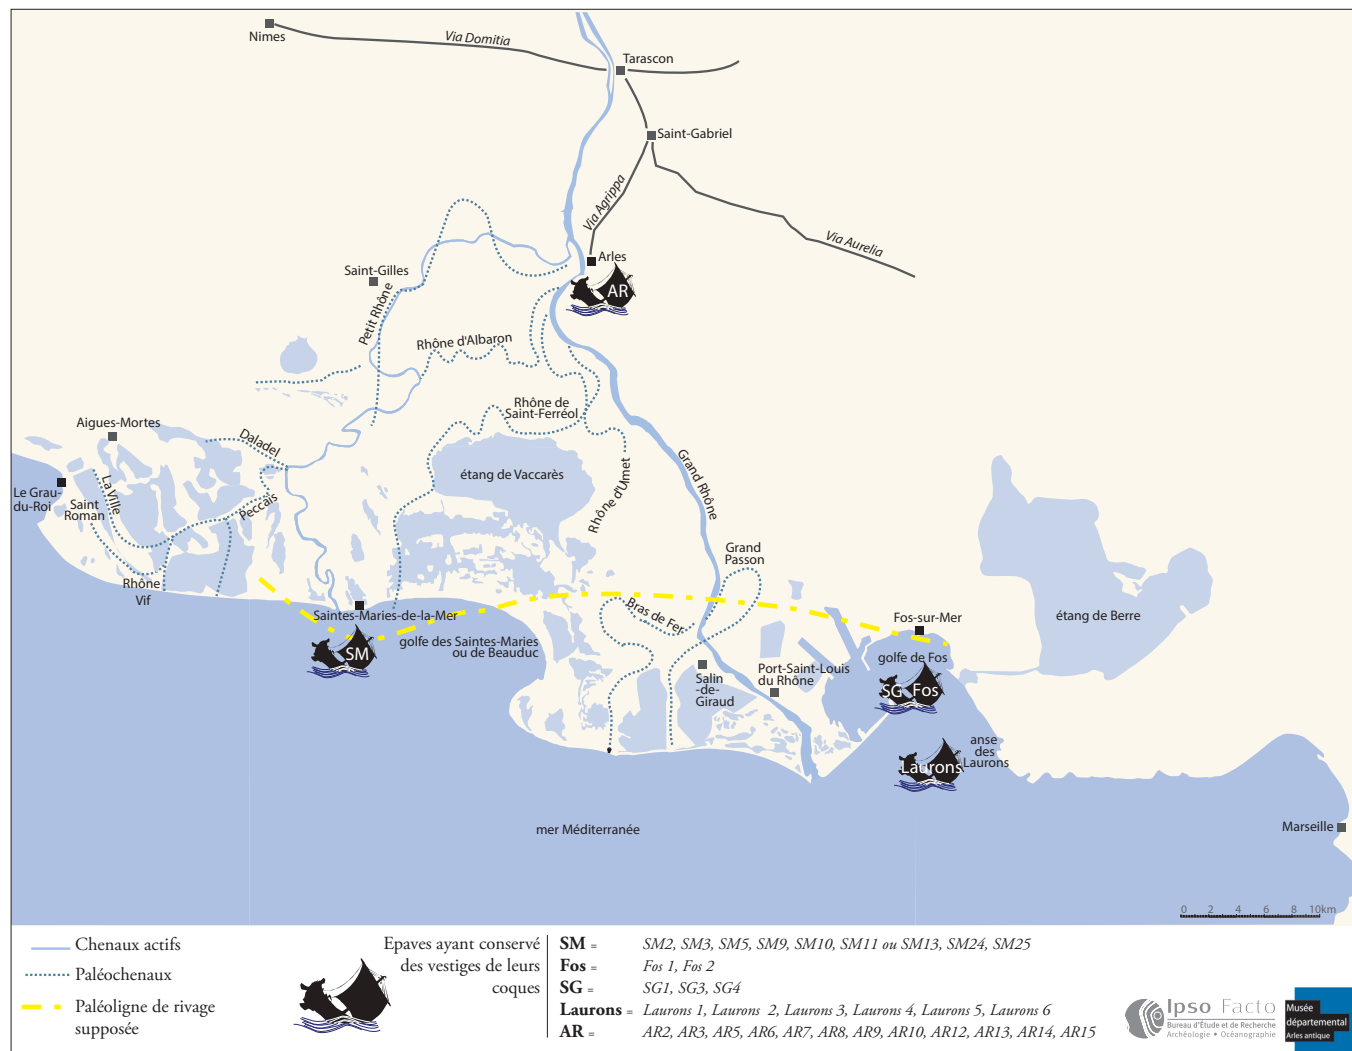 Nimes
Via Domitia
Tarascon
Saint-Gabriel
Via Agrippa
Via Aurelia
Arles
AR
Saint-Gilles
Petit Rhône
Rhône d'Albaron
Rhône de
Saint-Ferréol
Aigues-Mortes
Daladel
étang de Vaccarès
Rhône d'Ulmet
Grand Rhône
Le Grau-
du-Roi
Saint
Roman
La Ville
Peccais
Rhône
Vif
Grand
Passon
Bras de Fer
Saintes-Maries-de-la-Mer
SM
golfe des Saintes-Maries
ou de Beauduc
Salin
-de-
Giraud
Port-Saint-Louis
du Rhône
Fos-sur-Mer
golfe de Fos
SG Fos
étang de Berre
anse
des
Laurons
Laurons
mer Méditerranée
Marseille
0 2 4 6 8 10km
Chenaux actifs
Paléochenaux
Paléoligne de rivage
supposée
Epaves ayant conservé
des vestiges de leurs
coques
SM = SM2, SM3, SM5, SM9, SM10, SM11 ou SM13, SM24, SM25
Fos = Fos 1, Fos 2
SG = SG1, SG3, SG4
Laurons = Laurons 1, Laurons 2, Laurons 3, Laurons 4, Laurons 5, Laurons 6
AR = AR2, AR3, AR5, AR6, AR7, AR8, AR9, AR10, AR12, AR13, AR14, AR15
Ipso Facto
Bureau d'Étude et de Recherche
Archéologie • Océanographie
Musée
départemental
Arles antique